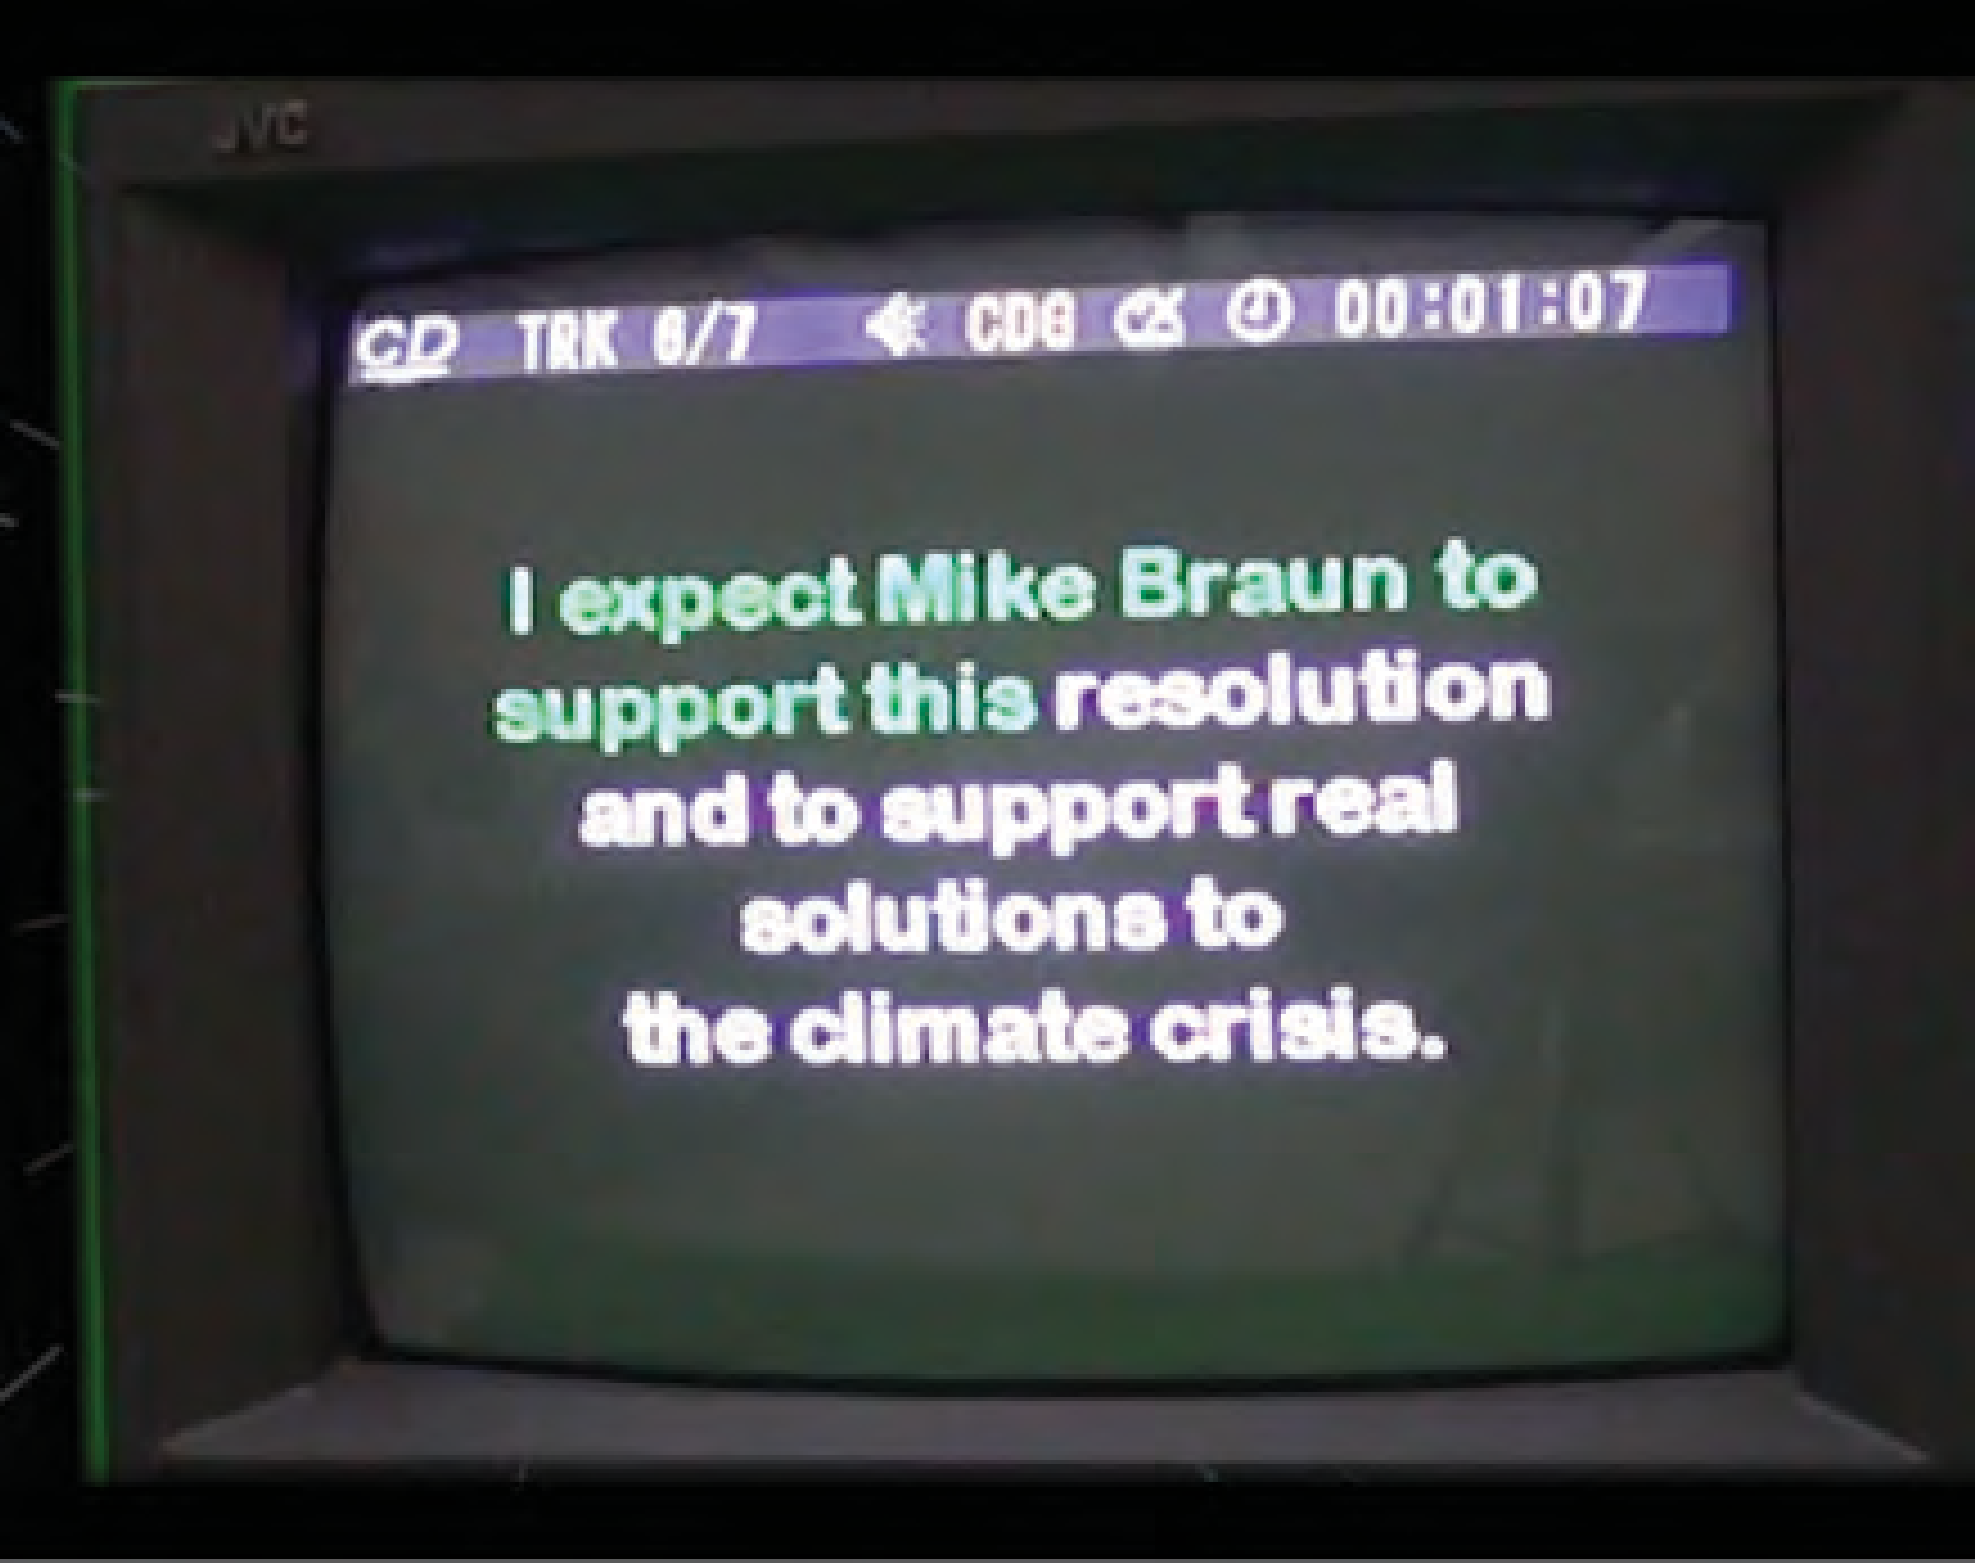 JVC
CD TRK 6/7 CDG 00:01:07
I expect Mike Braun to
support this resolution
and to support real
solutions to
the climate crisis.